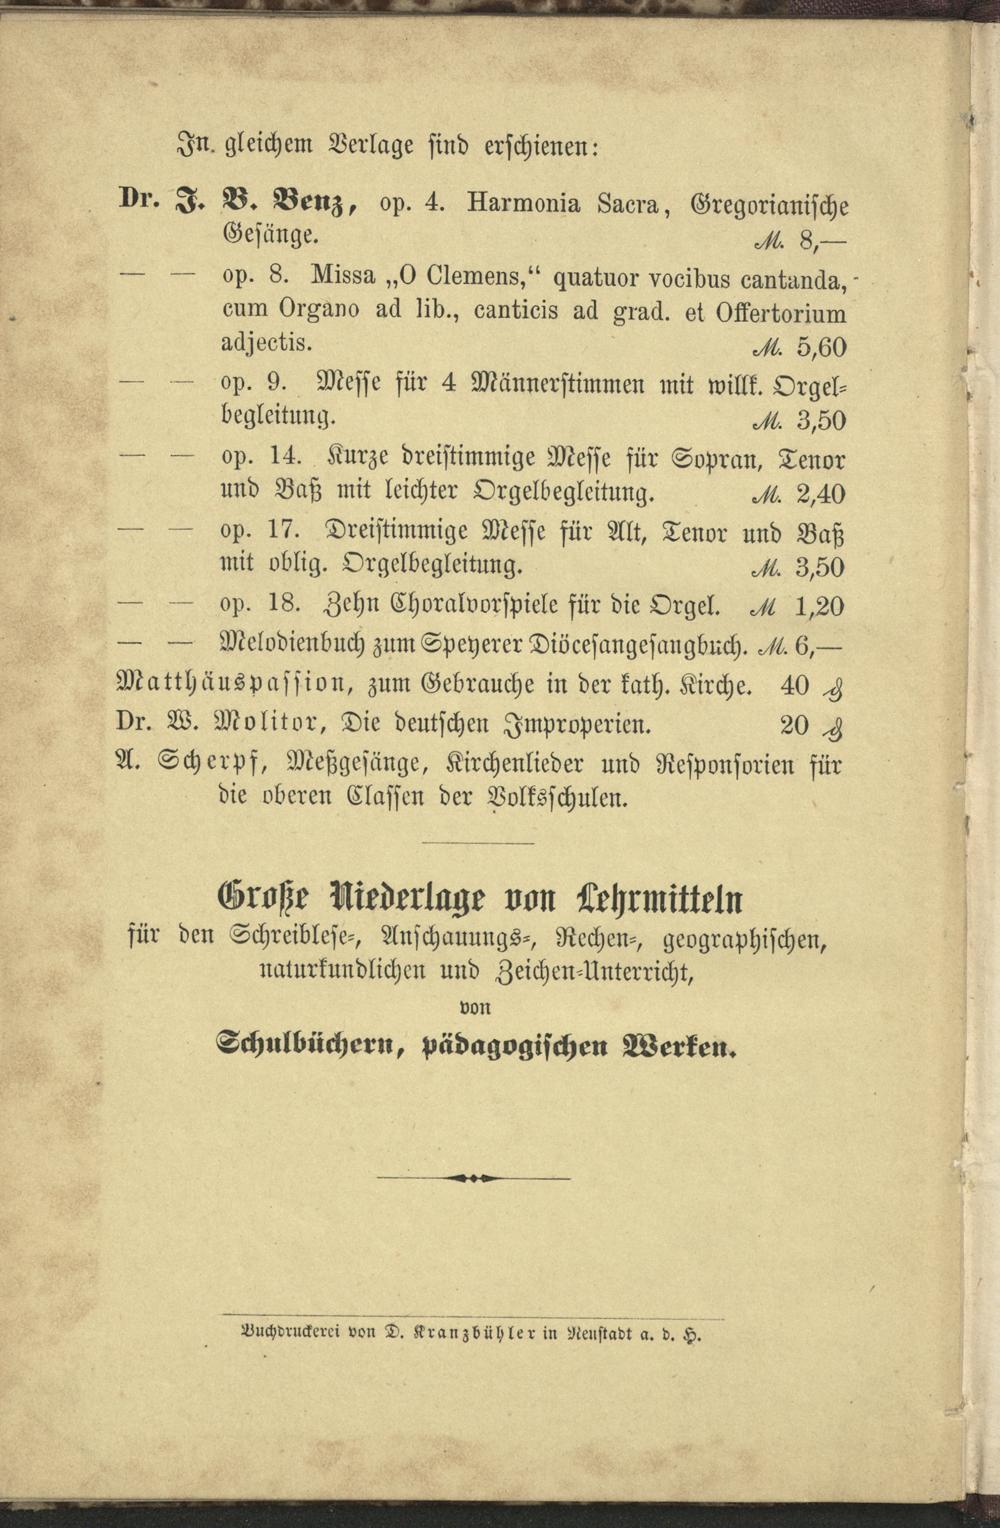 In gleichem Verlage sind erschienen:
Dr. J. B. Benz, op. 4. Harmonia Sacra, Gregorianische
Gesänge. M. 8,—
— — op. 8. Missa „O Clemens,“ quatuor vocibus cantanda,
cum Organo ad lib., canticis ad grad. et Offertorium
adjectis. M. 5,60
— — op. 9. Messe für 4 Männerstimmen mit willk. Orgel-
begleitung. M. 3,50
— — op. 14. Kurze dreistimmige Messe für Sopran, Tenor
und Baß mit leichter Orgelbegleitung. M. 2,40
— — op. 17. Dreistimmige Messe für Alt, Tenor und Baß
mit oblig. Orgelbegleitung. M. 3,50
— — op. 18. Zehn Choralvorspiele für die Orgel. M 1,20
— — Melodienbuch zum Speyerer Diöcesangesangbuch. M. 6,—
Matthäuspassion, zum Gebrauche in der kath. Kirche. 40 ₰
Dr. W. Molitor, Die deutschen Improperien. 20 ₰
A. Scherpf, Meßgesänge, Kirchenlieder und Responsorien für
die oberen Classen der Volksschulen.
Große Niederlage von Lehrmitteln
für den Schreiblese-, Anschauungs-, Rechen-, geographischen,
naturkundlichen und Zeichen-Unterricht,
von
Schulbüchern, pädagogischen Werken.
Buchdruckerei von D. Kranzbühler in Neustadt a. d. H.